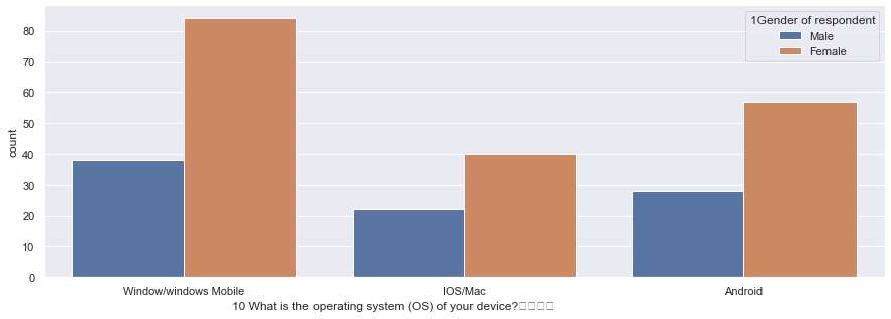 1Gender of respondent
Male
Female
80
70
60
50
40
30
20
10
0
count
Window/windows Mobile
IOS/Mac
Android
10 What is the operating system (OS) of your device?□□□□